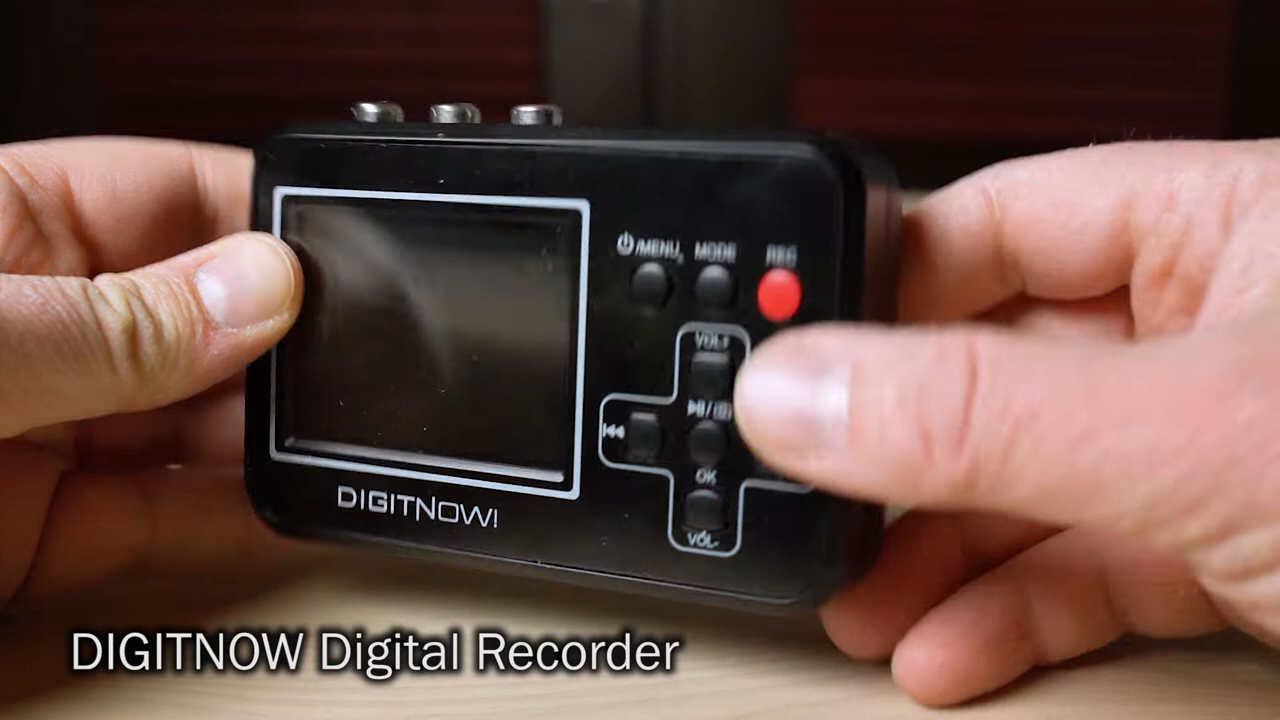 ⏻/MENU MODE REC
VOL+
⏯/
⏮
OK
VOL-
DIGITNOW!
DIGITNOW Digital Recorder